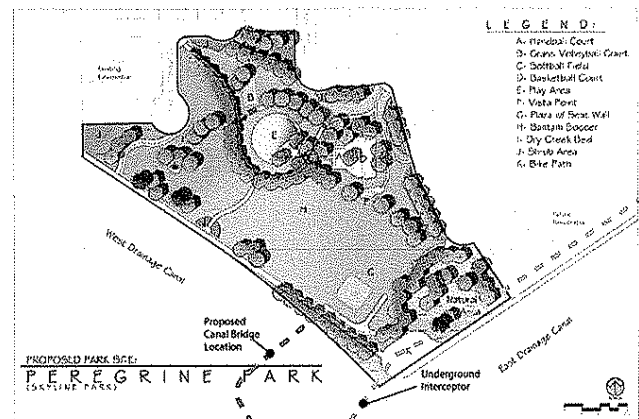 LEGEND:
A- Handball Court
B- Grass Volleyball Court
C- Softball Field
D- Basketball Court
E- Play Area
F- Vista Point
G- Plaza w/ Seat Wall
H- Bantam Soccer
I- Dry Creek Bed
J- Shrub Area
K- Bike Path
Existing
B
E
H
G
West Drainage Canal
Natural
East Drainage Canal
Proposed
Canal Bridge
Location
Underground
Interceptor
PROPOSED PARK SITE:
PEREGRINE PARK
(SKYLINE PARK)